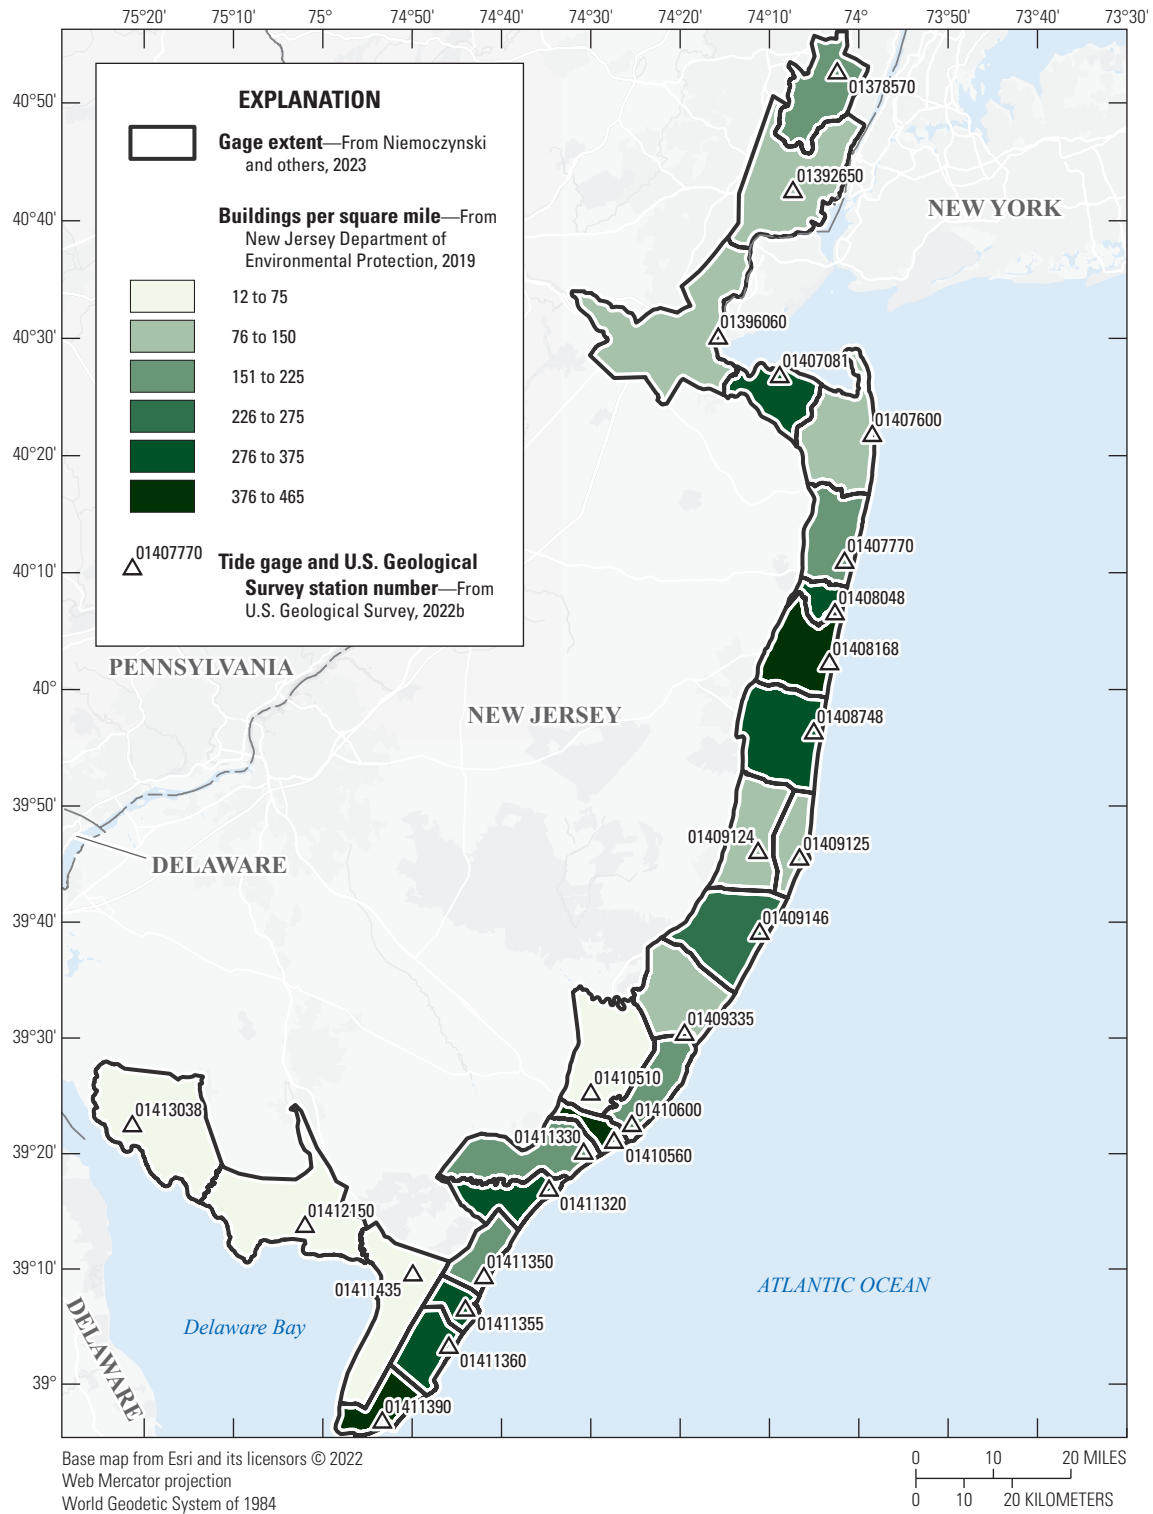 75°20'
75°10'
75°
74°50'
74°40'
74°30'
74°20'
74°10'
74°
73°50'
73°40'
73°30'
40°50'
40°40'
40°30'
40°20'
40°10'
40°
39°50'
39°40'
39°30'
39°20'
39°10'
39°
EXPLANATION
Gage extent—From Niemoczynski
and others, 2023
Buildings per square mile—From
New Jersey Department of
Environmental Protection, 2019
12 to 75
76 to 150
151 to 225
226 to 275
276 to 375
376 to 465
01407770
Tide gage and U.S. Geological
Survey station number—From
U.S. Geological Survey, 2022b
01378570
01392650
NEW YORK
01396060
01407081
01407600
01407770
01408048
01408168
PENNSYLVANIA
NEW JERSEY
01408748
01409124
01409125
DELAWARE
01409146
01409335
01410510
01413038
01410600
01411330
01410560
01412150
01411320
01411350
01411435
ATLANTIC OCEAN
Delaware Bay
01411355
DELAWARE
01411360
01411390
Base map from Esri and its licensors © 2022
Web Mercator projection
World Geodetic System of 1984
0 10 20 MILES
0 10 20 KILOMETERS